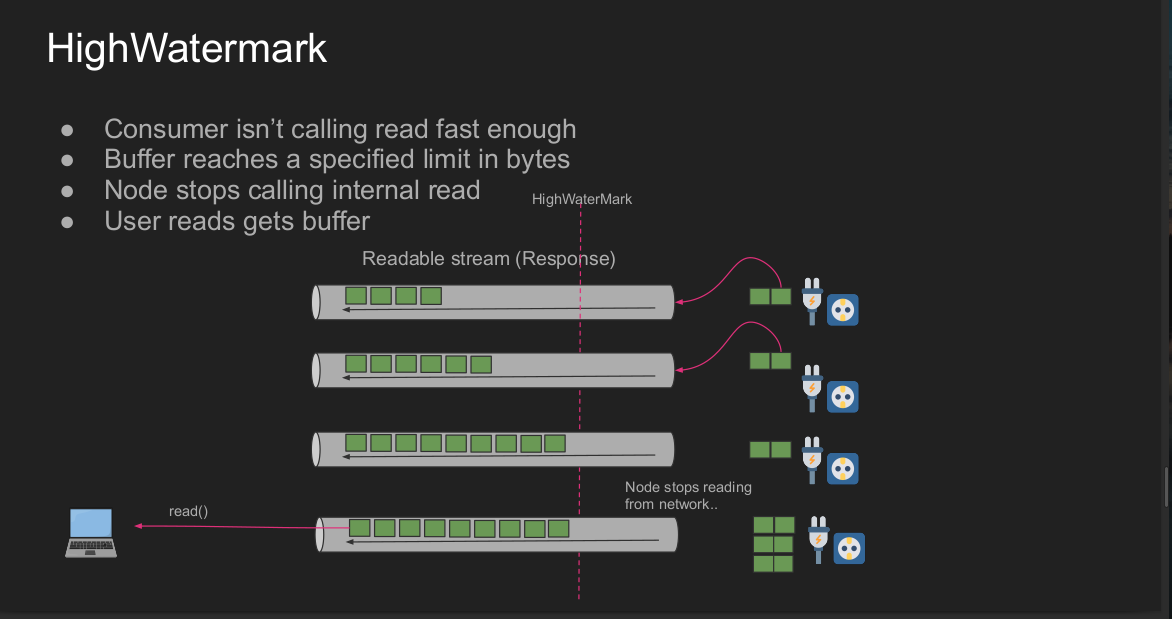 HighWatermark
● Consumer isn’t calling read fast enough
● Buffer reaches a specified limit in bytes
● Node stops calling internal read
● User reads gets buffer
HighWaterMark
Readable stream (Response)
Node stops reading
from network..
read()